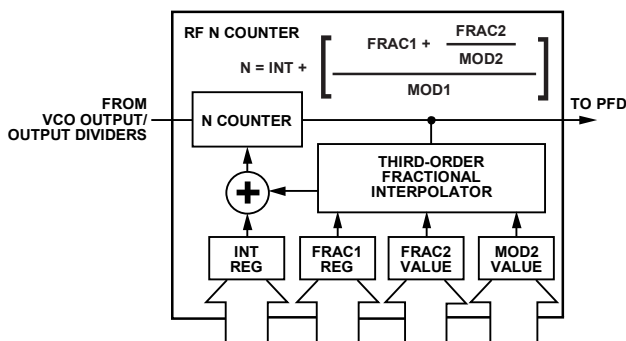 RF N COUNTER
N = INT +
FRAC1 +
FRAC2
MOD2
MOD1
FROM
VCO OUTPUT/
OUTPUT DIVIDERS
N COUNTER
TO PFD
THIRD-ORDER
FRACTIONAL
INTERPOLATOR
+
INT
REG
FRAC1
REG
FRAC2
VALUE
MOD2
VALUE